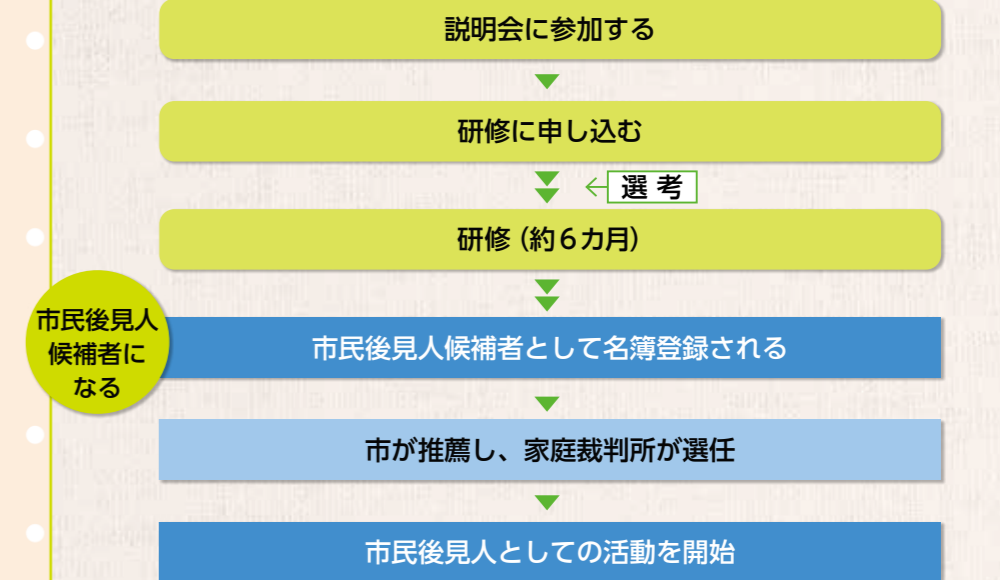 説明会に参加する
研修に申し込む
選考
研修（約６カ月）
市民後見人
候補者に
なる
市民後見人候補者として名簿登録される
市が推薦し、家庭裁判所が選任
市民後見人としての活動を開始